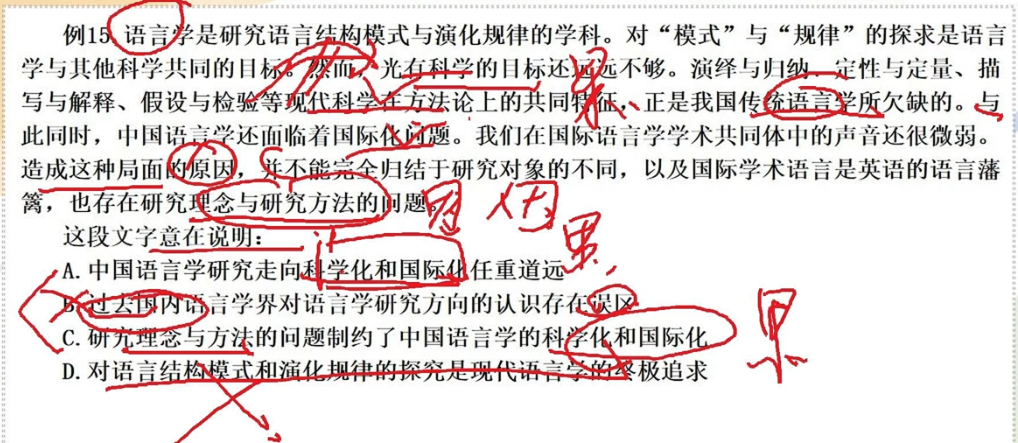 例15. 语言学是研究语言结构模式与演化规律的学科。对“模式”与“规律”的探求是语言
学与其他科学共同的目标。然而，光有科学的目标还远远不够。演绎与归纳、定性与定量、描
写与解释、假设与检验等现代科学在方法论上的共同特征，正是我国传统语言学所欠缺的。与
此同时，中国语言学还面临着国际化问题。我们在国际语言学学术共同体中的声音还很微弱。
造成这种局面的原因，并不能完全归结于研究对象的不同，以及国际学术语言是英语的语言藩
篱，也存在研究理念与研究方法的问题。
因
果
这段文字意在说明：
A. 中国语言学研究走向科学化和国际化任重道远
果
B. 过去国内语言学界对语言学研究方向的认识存在误区
C. 研究理念与方法的问题制约了中国语言学的科学化和国际化
D. 对语言结构模式和演化规律的探究是现代语言学的终极追求